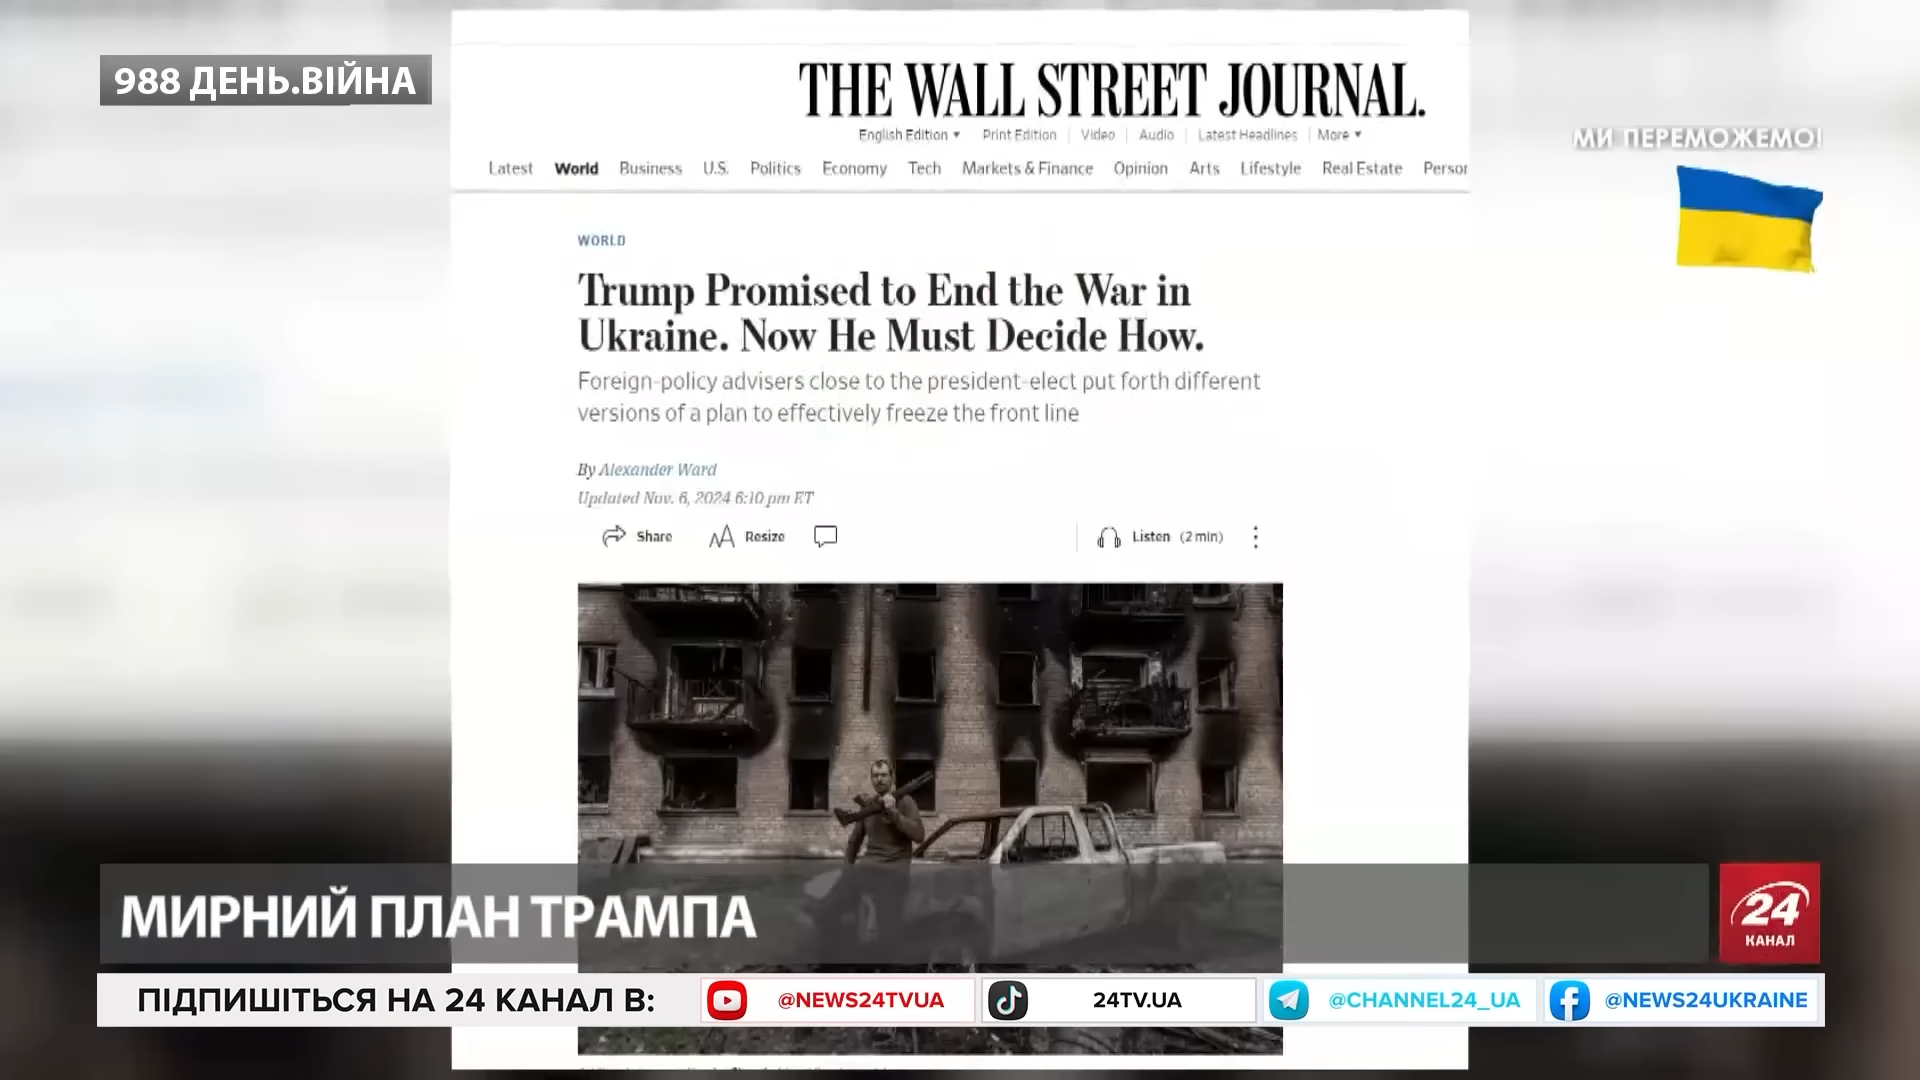 988 ДЕНЬ.ВІЙНА
THE WALL STREET JOURNAL.
English Edition Print Edition Video Audio Latest Headlines More
МИ ПЕРЕМОЖЕМО!
Latest World Business U.S. Politics Economy Tech Markets & Finance Opinion Arts Lifestyle Real Estate Person
WORLD
Trump Promised to End the War in
Ukraine. Now He Must Decide How.
Foreign-policy advisers close to the president-elect put forth different
versions of a plan to effectively freeze the front line
By Alexander Ward
Updated Nov. 6, 2024 6:10 pm ET
Share AA Resize Listen (2 min)
МИРНИЙ ПЛАН ТРАМПА
24
КАНАЛ
ПІДПИШІТЬСЯ НА 24 КАНАЛ В: @NEWS24TVUA 24TV.UA @CHANNEL24_UA @NEWS24UKRAINE